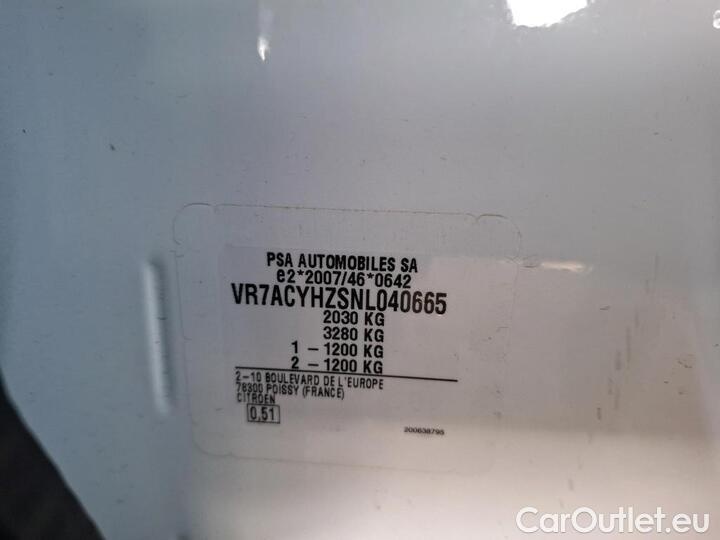 PSA AUTOMOBILES SA
e2*2007/46*0642
VR7ACYHZSNL040665
2030 KG
3280 KG
1 – 1200 KG
2 – 1200 KG
2–10 BOULEVARD DE L'EUROPE
78300 POISSY (FRANCE)
CITROEN
0.51
200638795
CarOutlet.eu